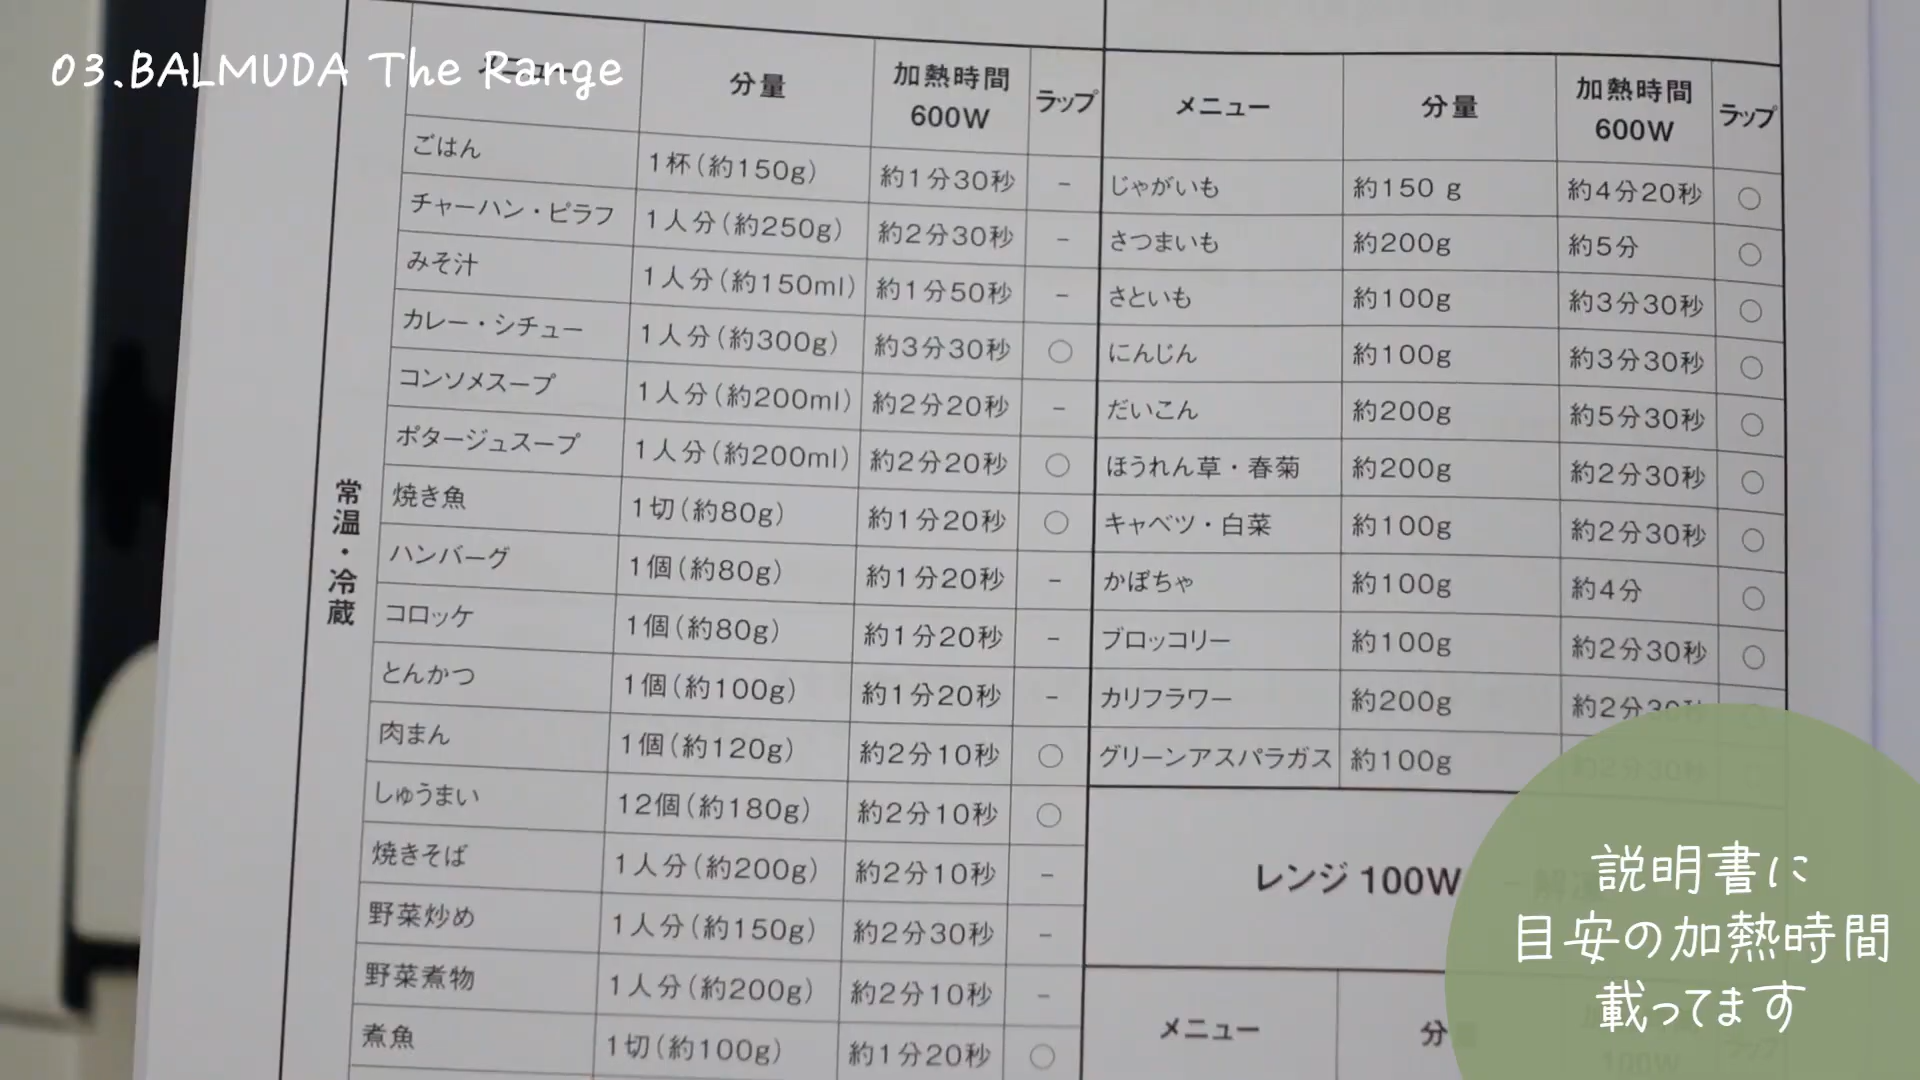 03.BALMUDA The Range
メニュー 分量 加熱時間 600W ラップ
常温・冷蔵
ごはん 1杯(約150g) 約1分30秒 –
チャーハン・ピラフ 1人分(約250g) 約2分30秒 –
みそ汁 1人分(約150ml) 約1分50秒 –
カレー・シチュー 1人分(約300g) 約3分30秒 ○
コンソメスープ 1人分(約200ml) 約2分20秒 –
ポタージュスープ 1人分(約200ml) 約2分20秒 ○
焼き魚 1切(約80g) 約1分20秒 ○
ハンバーグ 1個(約80g) 約1分20秒 –
コロッケ 1個(約80g) 約1分20秒 –
とんかつ 1個(約100g) 約1分20秒 –
肉まん 1個(約120g) 約2分10秒 ○
しゅうまい 12個(約180g) 約2分10秒 ○
焼きそば 1人分(約200g) 約2分10秒 –
野菜炒め 1人分(約150g) 約2分30秒 –
野菜煮物 1人分(約200g) 約2分10秒 –
煮魚 1切(約100g) 約1分20秒 ○
メニュー 分量 加熱時間 600W ラップ
じゃがいも 約150 g 約4分20秒 ○
さつまいも 約200g 約5分 ○
さといも 約100g 約3分30秒 ○
にんじん 約100g 約3分30秒 ○
だいこん 約200g 約5分30秒 ○
ほうれん草・春菊 約200g 約2分30秒 ○
キャベツ・白菜 約100g 約2分30秒 ○
かぼちゃ 約100g 約4分 ○
ブロッコリー 約100g 約2分30秒 ○
カリフラワー 約200g 約2分30秒
グリーンアスパラガス 約100g 約2分30秒
レンジ 100W
メニュー 分量
説明書に
目安の加熱時間
載ってます